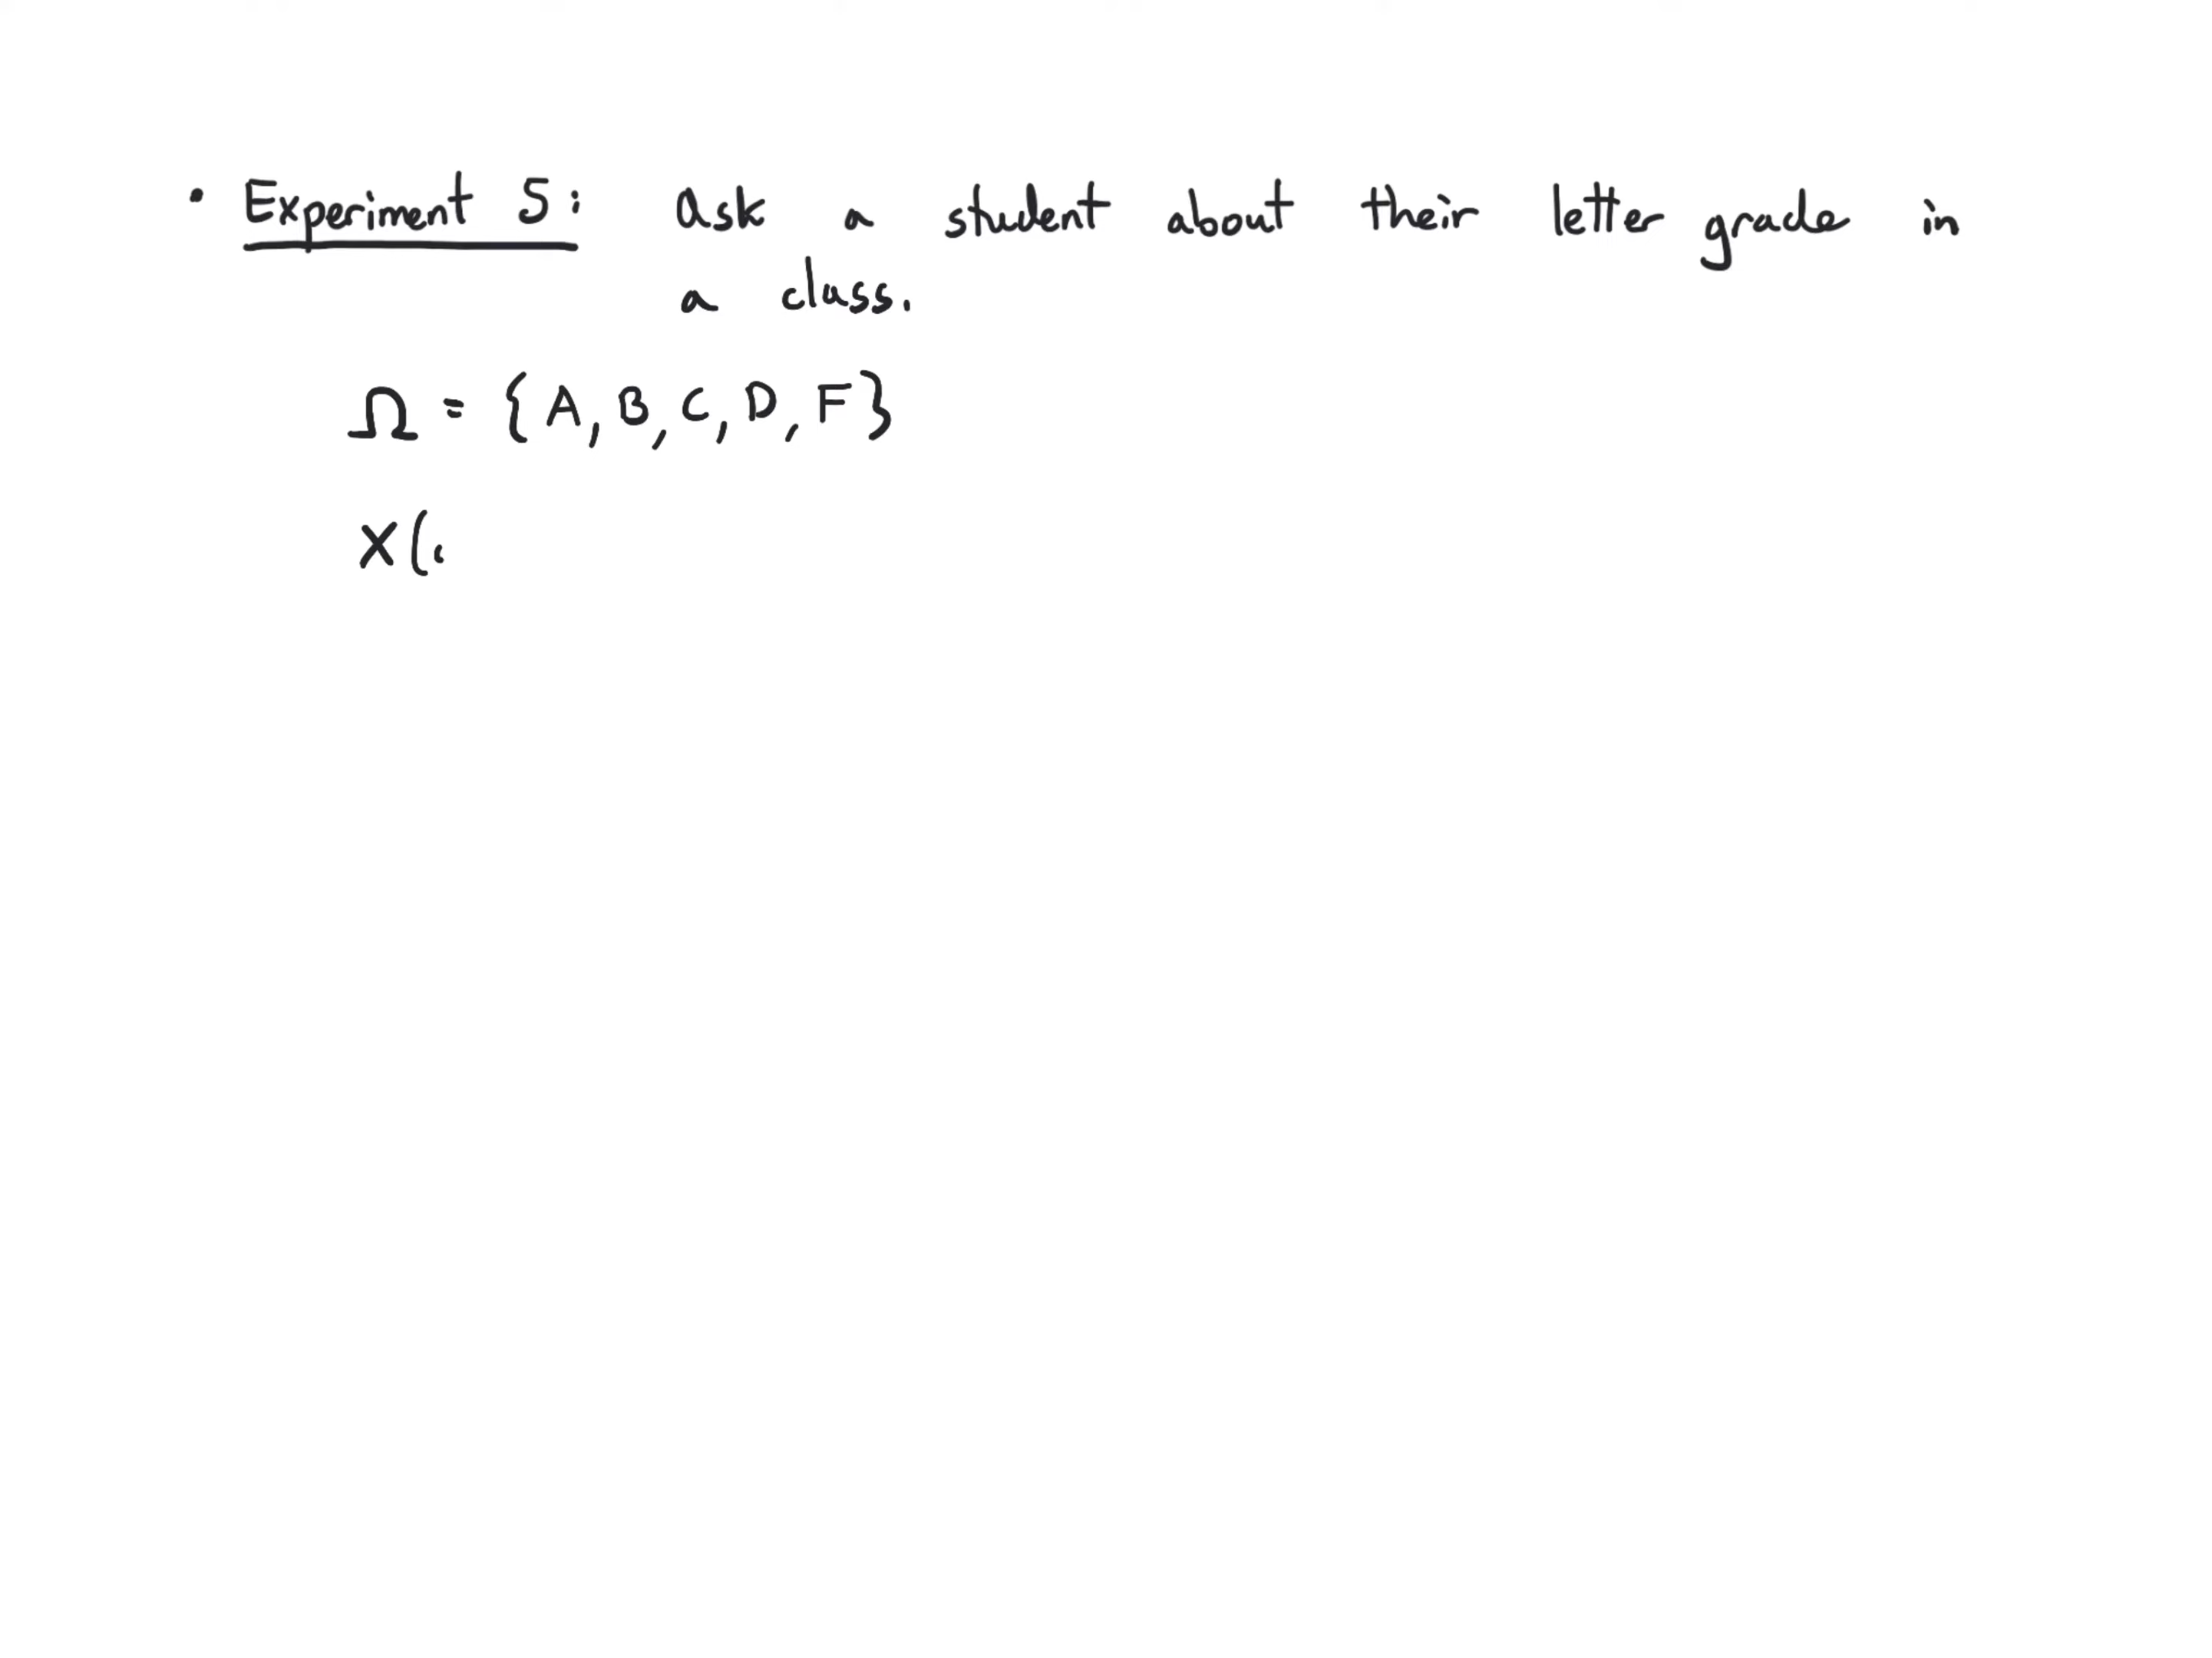 • Experiment 5: Ask a student about their letter grade in
a class.
Ω = {A, B, C, D, F}
X(